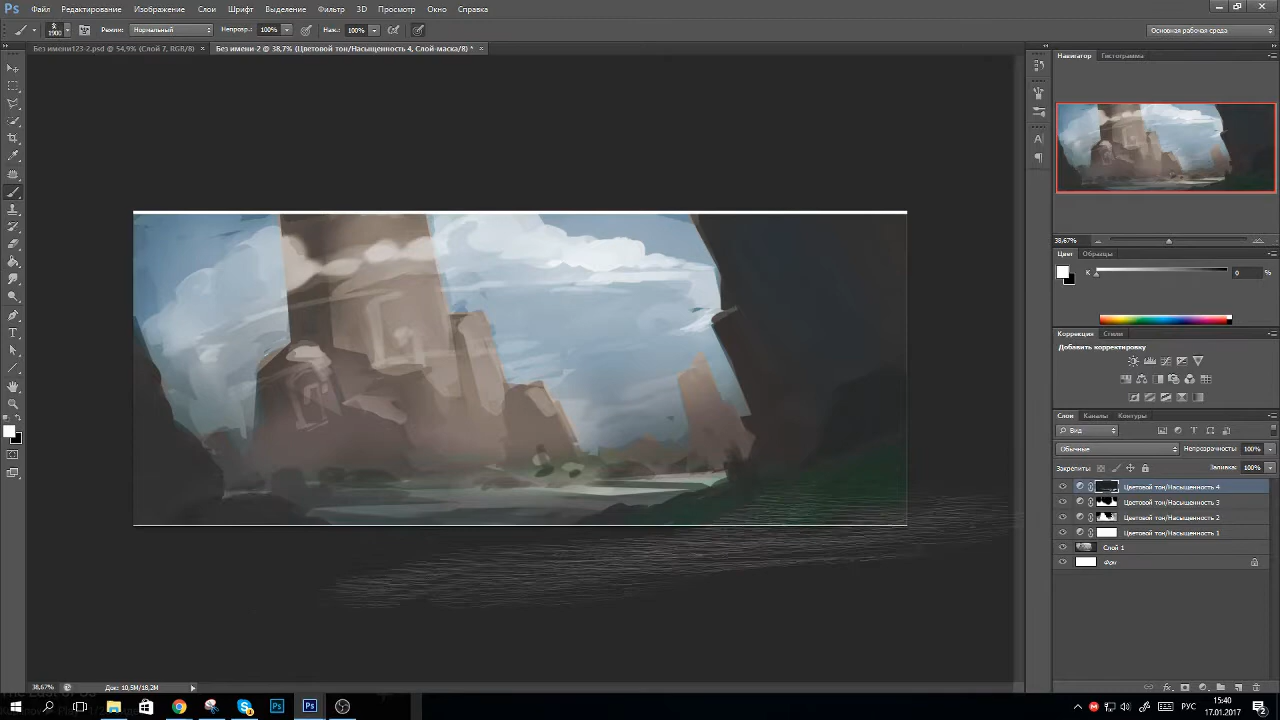 Ps Файл Редактирование Изображение Слои Шрифт Выделение Фильтр 3D Просмотр Окно Справка
1900 Режим: Нормальный Непрозр.: 100% Наж.: 100% Основная рабочая среда
Без имени123-2.psd @ 54,9% (Слой 7, RGB/8) × Без имени-2 @ 38,7% (Цветовой тон/Насыщенность 4, Слой-маска/8) * ×
Навигатор Гистограмма
38,67%
Цвет Образцы
K 0 %
Коррекция Стили
Добавить корректировку
Слои Каналы Контуры
Вид
Обычные Непрозрачность: 100%
Закрепить: Заливка: 100%
Цветовой тон/Насыщенность 4
Цветовой тон/Насыщенность 3
Цветовой тон/Насыщенность 2
Цветовой тон/Насыщенность 1
Слой 1
Фон
38,67% Док: 10,5M/18,2M
РУС 15:40
17.01.2017